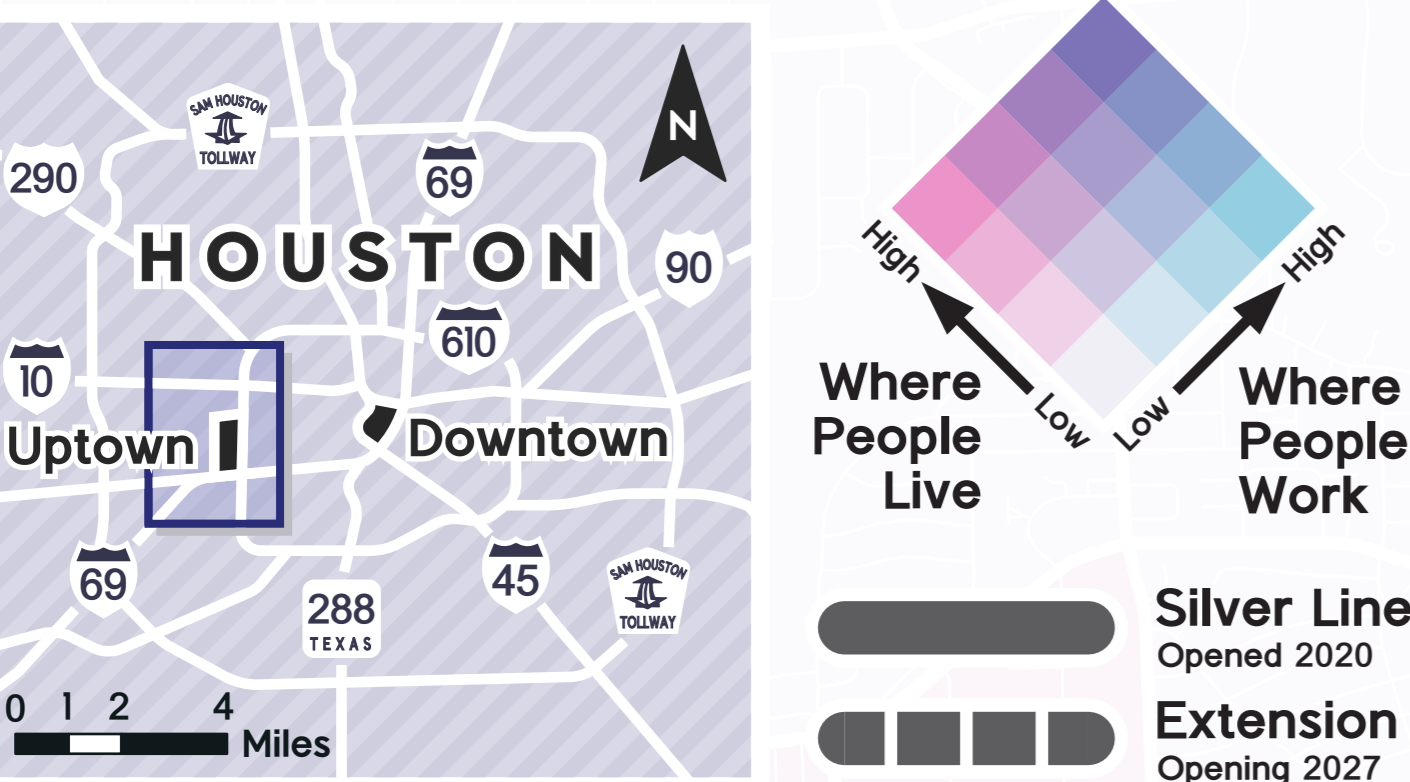 SAM HOUSTON
TOLLWAY
N
290
69
HOUSTON
90
610
10
Uptown
Downtown
69
45
288
TEXAS
SAM HOUSTON
TOLLWAY
0 1 2 4
Miles
High
High
Low
Low
Where
People
Live
Where
People
Work
Silver Line
Opened 2020
Extension
Opening 2027